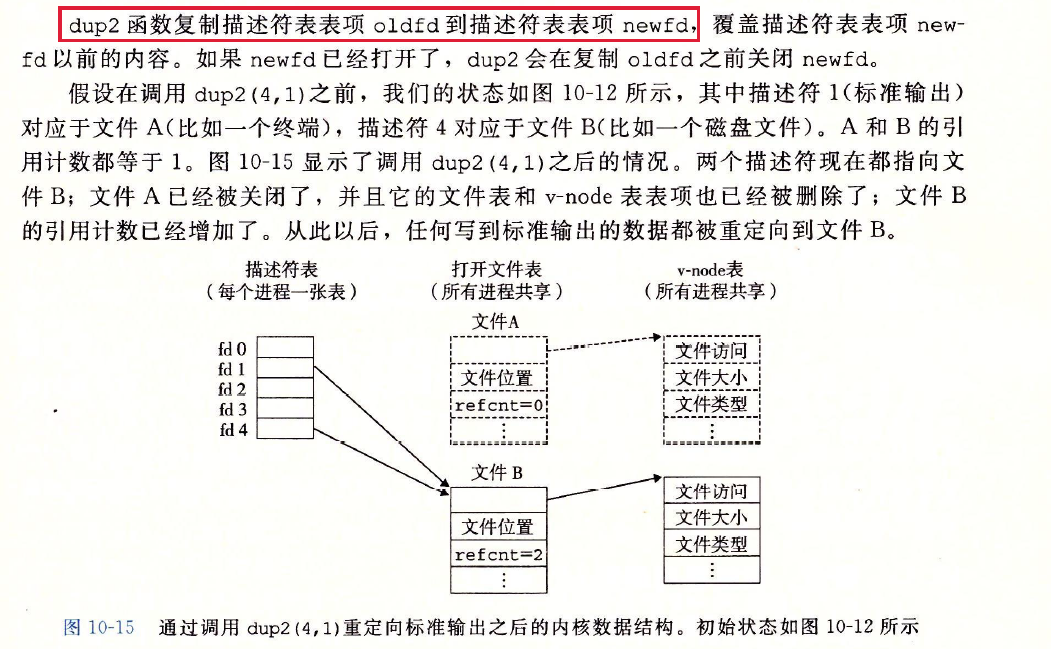 dup2 函数复制描述符表表项 oldfd 到描述符表表项 newfd，覆盖描述符表表项 new-
fd 以前的内容。如果 newfd 已经打开了，dup2 会在复制 oldfd 之前关闭 newfd。
假设在调用 dup2(4,1)之前，我们的状态如图 10-12 所示，其中描述符 1(标准输出)
对应于文件 A(比如一个终端)，描述符 4 对应于文件 B(比如一个磁盘文件)。A 和 B 的引
用计数都等于 1。图 10-15 显示了调用 dup2(4,1)之后的情况。两个描述符现在都指向文
件 B；文件 A 已经被关闭了，并且它的文件表和 v-node 表表项也已经被删除了；文件 B
的引用计数已经增加了。从此以后，任何写到标准输出的数据都被重定向到文件 B。
描述符表 打开文件表 v-node表
（每个进程一张表） （所有进程共享） （所有进程共享）
文件A
fd 0
fd 1
fd 2
fd 3
fd 4
文件位置
refcnt=0
⋮
文件访问
文件大小
文件类型
⋮
文件 B
文件位置
refcnt=2
⋮
文件访问
文件大小
文件类型
⋮
图 10-15 通过调用 dup2(4,1)重定向标准输出之后的内核数据结构。初始状态如图 10-12 所示